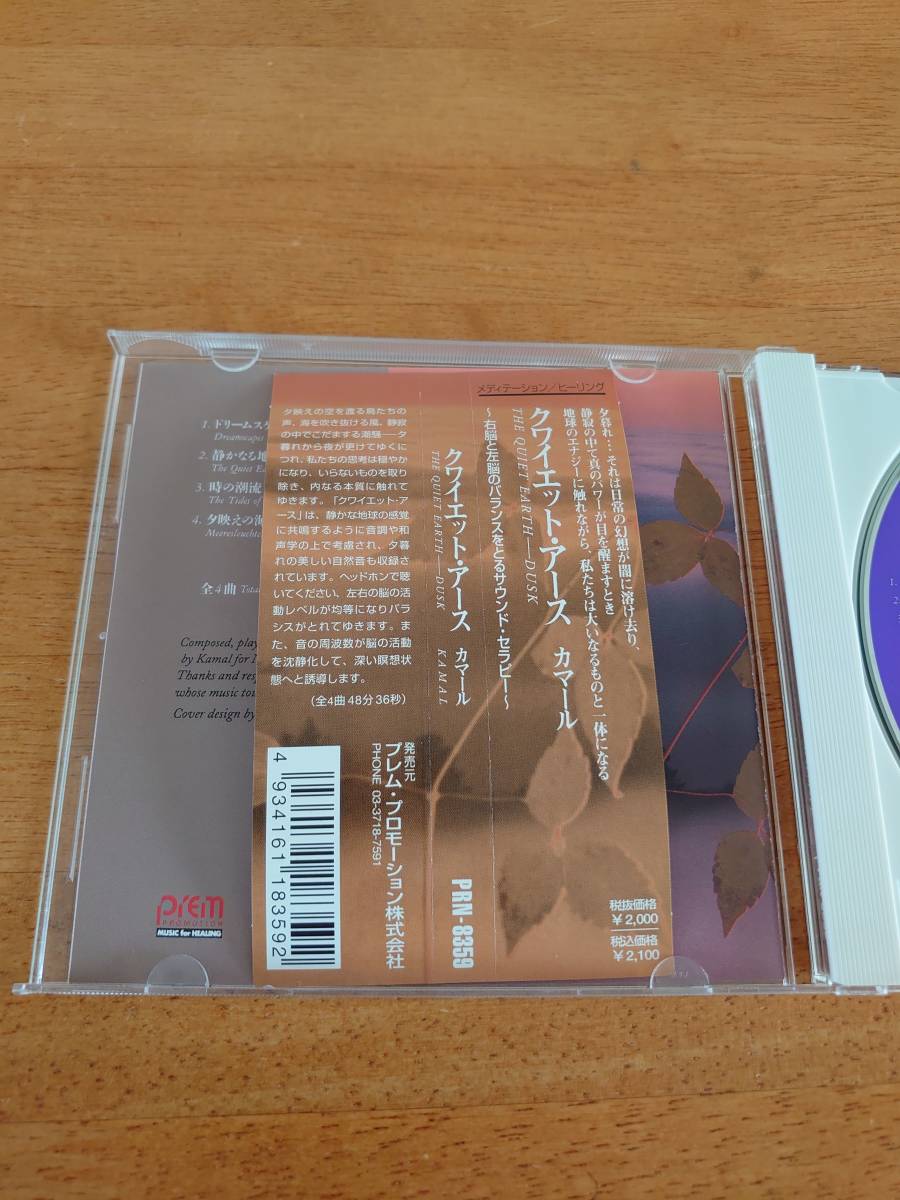 1. ドリームスケ
Dreamscapes
2. 静かなる地
The Quiet Ear
3. 時の潮流
The Tides of
4. 夕映えの海
Meeresleuchte
全4曲
Composed, play
by Kamal for
Thanks and resp
whose music tou
Cover design by
prem
PROMOTION
MUSIC for HEALING
夕映えの空を渡る鳥たちの
声、海を吹き抜ける風、静寂
の中でこだまする潮騒——夕
暮れから夜が更けてゆくに
つれ、私たちの思考は穏やか
になり、いらないものを取り
除き、内なる本質に触れて
ゆきます。「クワイエット・ア
ース」は、静かな地球の感覚
に共鳴するように音調や和
声学の上で考慮され、夕暮
れの美しい自然音も収録さ
れています。ヘッドホンで聴
いてください、左右の脳の活
動レベルが均等になりバラ
シスがとれてゆきます。ま
た、音の周波数が脳の活動
を沈静化して、深い瞑想状
態へと誘導します。
(全4曲 48分36秒)
4 934161 183592
発売元
プレム・プロモーション株式会社
PHONE 03-3718-7591
クワイエット・アース カマール
THE QUIET EARTH—DUSK KAMAL
PRN-8359
メディテーション/ヒーリング
夕暮れ…それは日常の幻想が闇に溶け去り、
静寂の中で真のパワーが目を醒ますとき
地球のエナジーに触れながら、私たちは大いなるものと一体になる
クワイエット・アース カマール
THE QUIET EARTH—DUSK
〜右脳と左脳のバランスをとるサウンド・セラピー〜
税抜価格
¥2,000
税込価格
¥2,100
1.
2